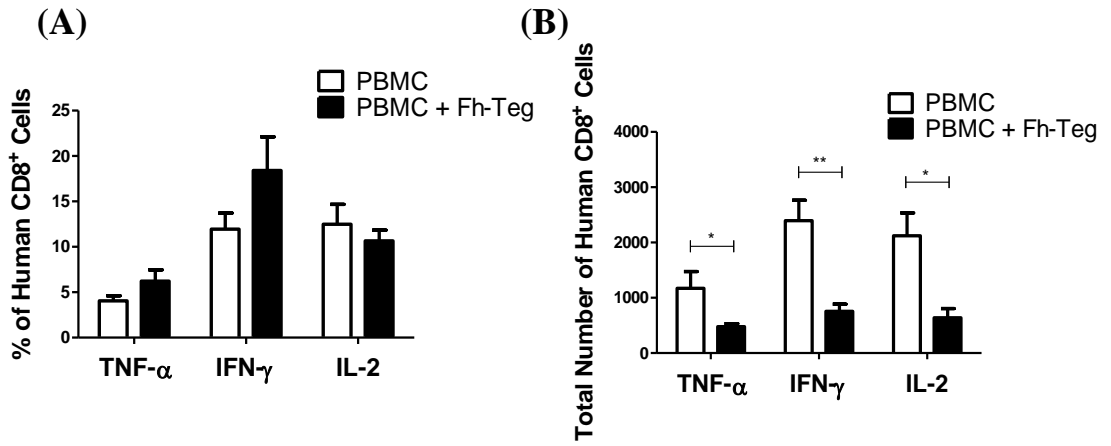 (A)
PBMC
PBMC + Fh-Teg
% of Human CD8⁺ Cells
25
20
15
10
5
0
TNF-α
IFN-γ
IL-2
(B)
PBMC
PBMC + Fh-Teg
Total Number of Human CD8⁺ Cells
4000
3000
2000
1000
0
*
**
*
TNF-α
IFN-γ
IL-2